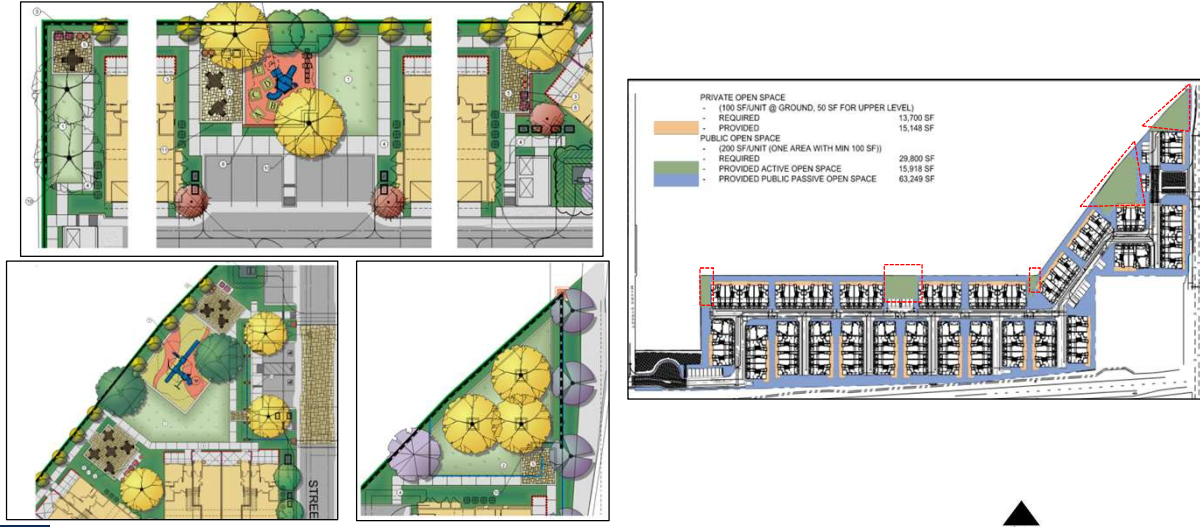 PRIVATE OPEN SPACE
- (100 SF/UNIT @ GROUND, 50 SF FOR UPPER LEVEL)
- REQUIRED 13,700 SF
- PROVIDED 15,148 SF
PUBLIC OPEN SPACE
- (200 SF/UNIT (ONE AREA WITH MIN 100 SF))
- REQUIRED 29,800 SF
- PROVIDED ACTIVE OPEN SPACE 15,918 SF
- PROVIDED PUBLIC PASSIVE OPEN SPACE 63,249 SF
STREE